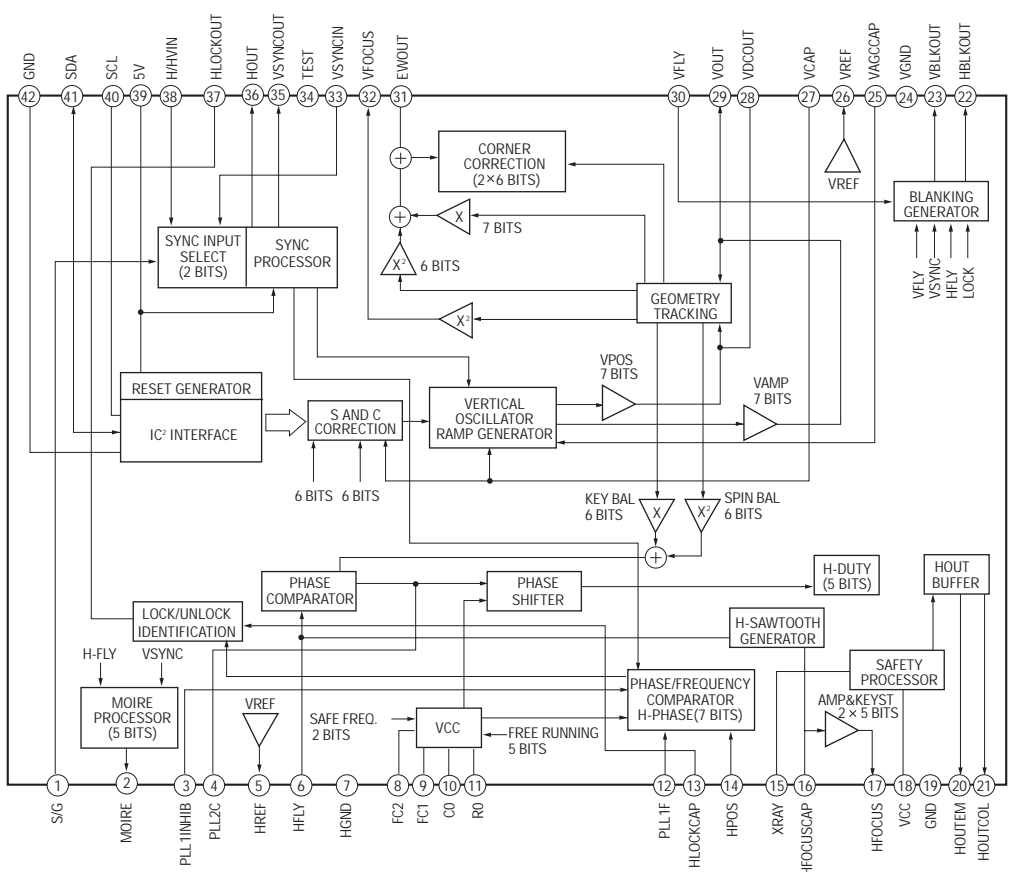 GND
SDA
SCL
5V
H/HVIN
HLOCKOUT
HOUT
VSYNCOUT
TEST
VSYNCIN
VFOCUS
EWOUT
VFLY
VOUT
VDCOUT
VCAP
VREF
VAGCCAP
VGND
VBLKOUT
HBLKOUT
42
41
40
39
38
37
36
35
34
33
32
31
30
29
28
27
26
25
24
23
22
+
CORNER
CORRECTION
(2×6 BITS)
VREF
BLANKING
GENERATOR
VFLY
VSYNC
HFLY
LOCK
+
X
7 BITS
X²
6 BITS
SYNC INPUT
SELECT
(2 BITS)
SYNC
PROCESSOR
GEOMETRY
TRACKING
X²
RESET GENERATOR
IC² INTERFACE
S AND C
CORRECTION
6 BITS
6 BITS
VERTICAL
OSCILLATOR
RAMP GENERATOR
VPOS
7 BITS
VAMP
7 BITS
KEY BAL
6 BITS
X
X²
SPIN BAL
6 BITS
+
PHASE
COMPARATOR
PHASE
SHIFTER
H-DUTY
(5 BITS)
HOUT
BUFFER
LOCK/UNLOCK
IDENTIFICATION
H-SAWTOOTH
GENERATOR
H-FLY
VSYNC
MOIRE
PROCESSOR
(5 BITS)
VREF
SAFE FREQ.
2 BITS
VCC
FREE RUNNING
5 BITS
PHASE/FREQUENCY
COMPARATOR
H-PHASE(7 BITS)
SAFETY
PROCESSOR
AMP&KEYST
2 × 5 BITS
1
2
3
4
5
6
7
8
9
10
11
12
13
14
15
16
17
18
19
20
21
S/G
MOIRE
PLL1INHIB
PLL2C
HREF
HFLY
HGND
FC2
FC1
C0
R0
PLL1F
HLOCKCAP
HPOS
XRAY
HFOCUSCAP
HFOCUS
VCC
GND
HOUTEM
HOUTCOL